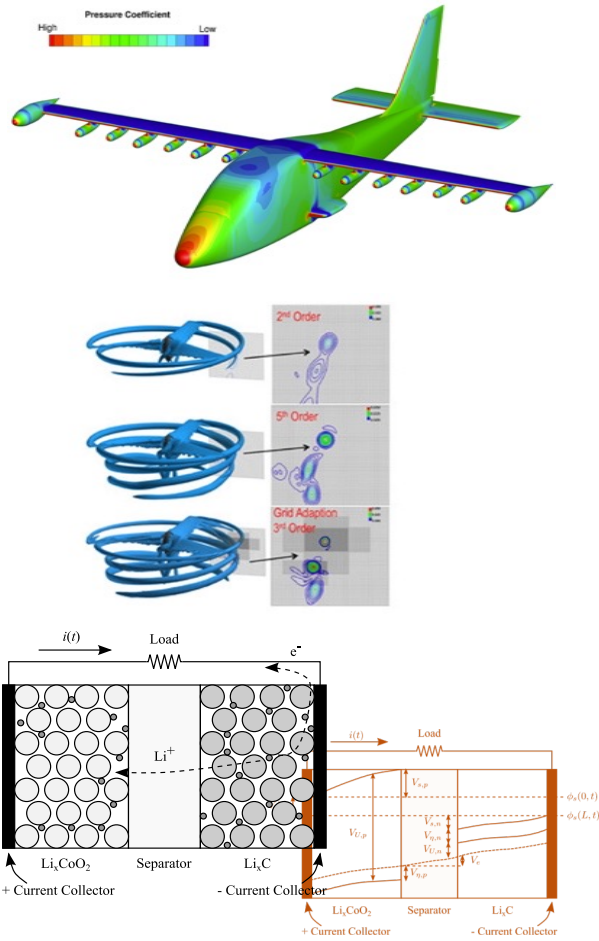 Pressure Coefficient
High Low
2nd Order
5th Order
Grid Adaption
3rd Order
i(t) Load e-
Li+
LixCoO2 Separator LixC
+ Current Collector - Current Collector
i(t) Load
Vs,p
ϕs(0, t)
ϕs(L, t)
Vs,n
Vη,n
VU,p
VU,n
Ve
Vη,p
LixCoO2 Separator LixC
+ Current Collector - Current Collector